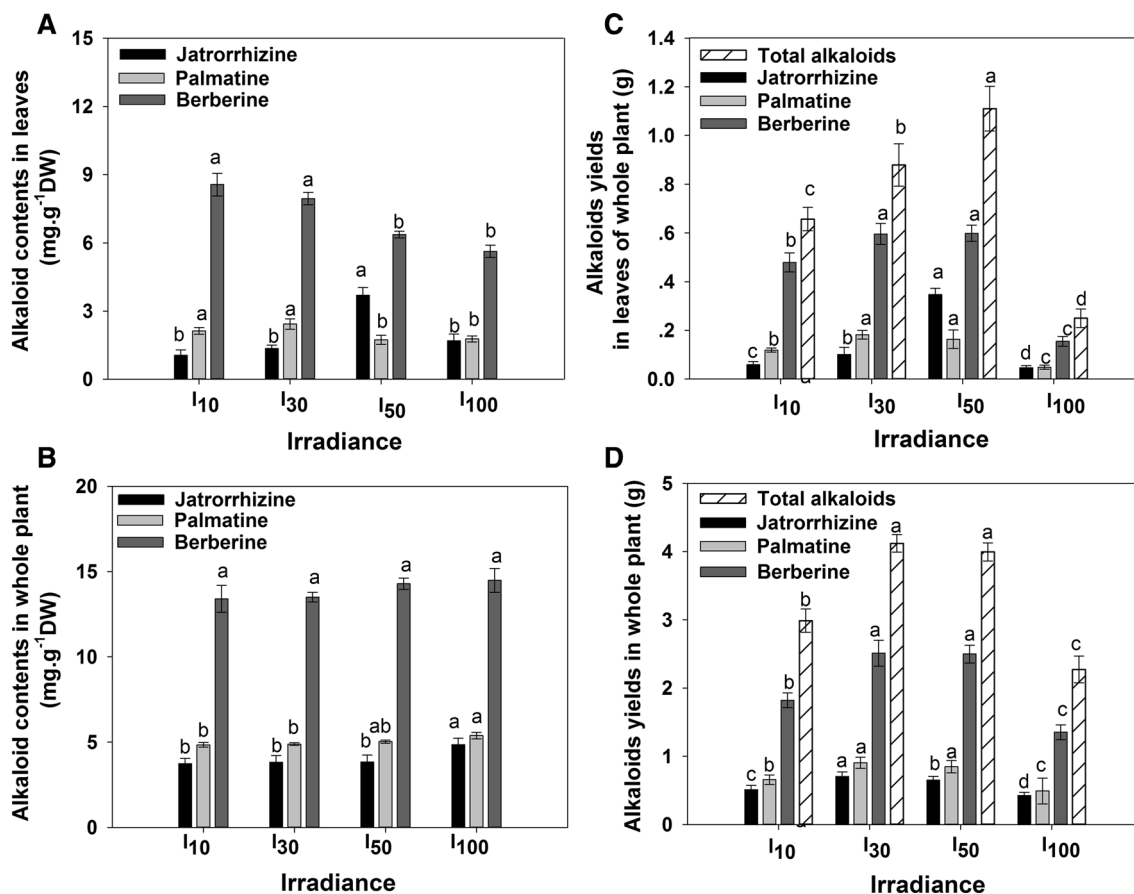 A
Alkaloid contents in leaves
(mg.g⁻¹DW)
15
12
9
6
3
0
Jatrorrhizine
Palmatine
Berberine
b a a
b a a
a b b
b b b
I₁₀ I₃₀ I₅₀ I₁₀₀
Irradiance
B
Alkaloid contents in whole plant
(mg.g⁻¹DW)
20
15
10
5
0
Jatrorrhizine
Palmatine
Berberine
b b a
b b a
b ab a
a a a
I₁₀ I₃₀ I₅₀ I₁₀₀
Irradiance
C
Alkaloids yields
in leaves of whole plant (g)
1.4
1.2
1.0
.8
.6
.4
.2
0.0
Total alkaloids
Jatrorrhizine
Palmatine
Berberine
c b b c
b a a b
a a a a
d c c d
I₁₀ I₃₀ I₅₀ I₁₀₀
Irradiance
D
Alkaloids yields in whole plant (g)
5
4
3
2
1
0
Total alkaloids
Jatrorrhizine
Palmatine
Berberine
c b b b
a a a a
b a a a
d c c c
I₁₀ I₃₀ I₅₀ I₁₀₀
Irradiance